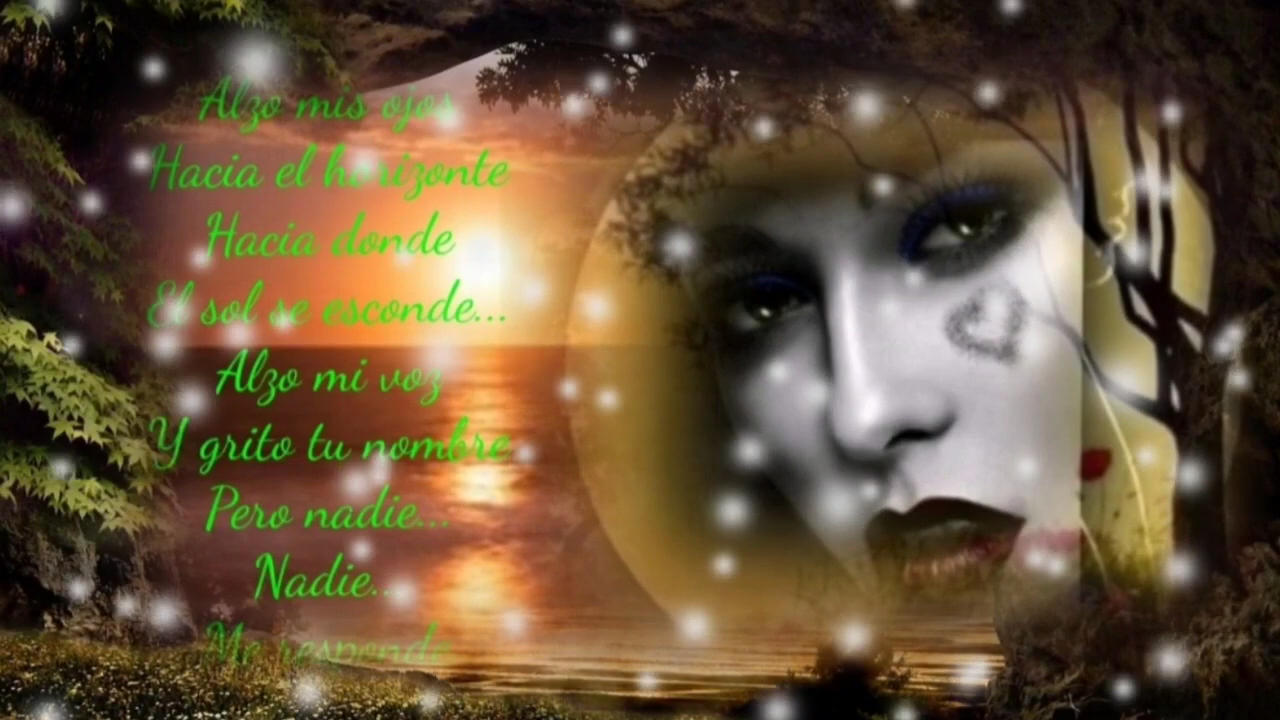 Alzo mis ojos
Hacia el horizonte
Hacia donde
El sol se esconde...
Alzo mi voz
Y grito tu nombre
Pero nadie...
Nadie...
Me responde